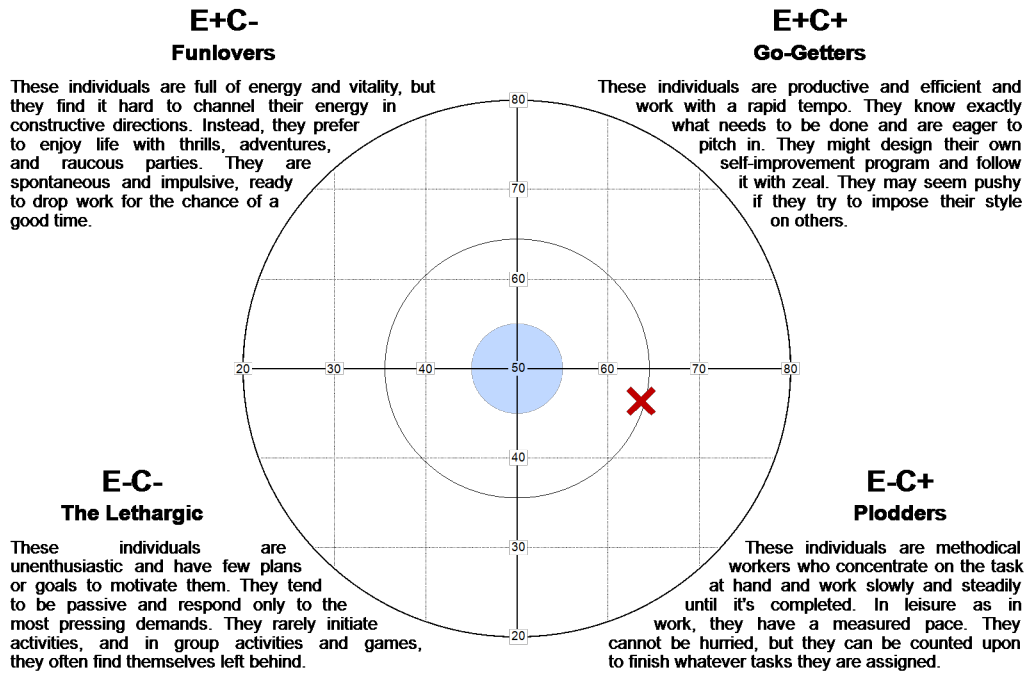 E+C-
Funlovers
These individuals are full of energy and vitality, but
they find it hard to channel their energy in
constructive directions. Instead, they prefer
to enjoy life with thrills, adventures,
and raucous parties. They are
spontaneous and impulsive, ready
to drop work for the chance of a
good time.
E+C+
Go-Getters
These individuals are productive and efficient and
work with a rapid tempo. They know exactly
what needs to be done and are eager to
pitch in. They might design their own
self-improvement program and follow
it with zeal. They may seem pushy
if they try to impose their style
on others.
80
70
60
20 30 40 50 60 70 80
40
30
20
E-C-
The Lethargic
These individuals are
unenthusiastic and have few plans
or goals to motivate them. They tend
to be passive and respond only to the
most pressing demands. They rarely initiate
activities, and in group activities and games,
they often find themselves left behind.
E-C+
Plodders
These individuals are methodical
workers who concentrate on the task
at hand and work slowly and steadily
until it's completed. In leisure as in
work, they have a measured pace. They
cannot be hurried, but they can be counted upon
to finish whatever tasks they are assigned.